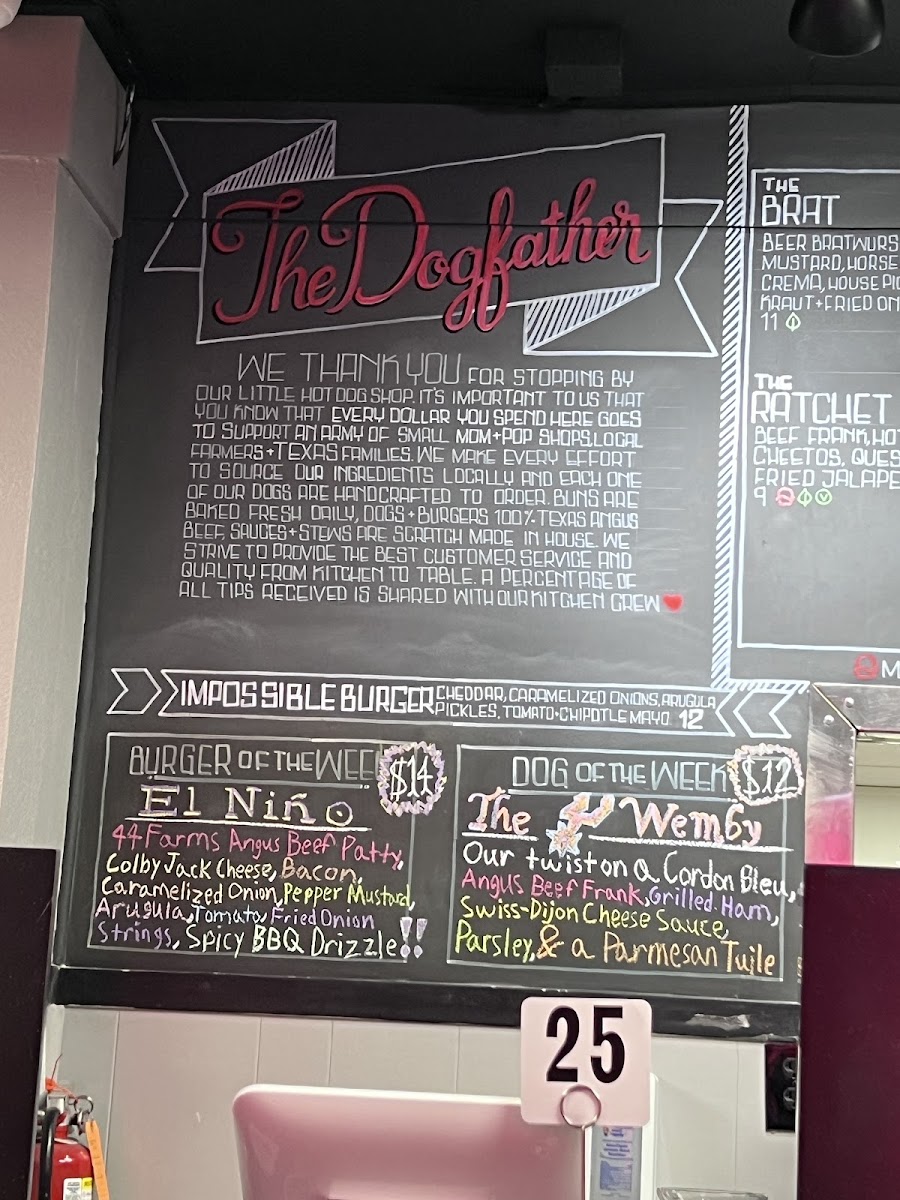 The Dogfather
WE THANK YOU FOR STOPPING BY
OUR LITTLE HOT DOG SHOP. IT'S IMPORTANT TO US THAT
YOU KNOW THAT EVERY DOLLAR YOU SPEND HERE GOES
TO SUPPORT AN ARMY OF SMALL MOM+POP SHOPS, LOCAL
FARMERS + TEXAS FAMILIES. WE MAKE EVERY EFFORT
TO SOURCE OUR INGREDIENTS LOCALLY AND EACH ONE
OF OUR DOGS ARE HANDCRAFTED TO ORDER. BUNS ARE
BAKED FRESH DAILY, DOGS + BURGERS 100% TEXAS ANGUS
BEEF, SAUCES + STEWS ARE SCRATCH MADE IN HOUSE. WE
STRIVE TO PROVIDE THE BEST CUSTOMER SERVICE AND
QUALITY FROM KITCHEN TO TABLE. A PERCENTAGE OF
ALL TIPS RECEIVED IS SHARED WITH OUR KITCHEN CREW
IMPOSSIBLE BURGER CHEDDAR, CARAMELIZED ONIONS, ARUGULA
PICKLES, TOMATO+CHIPOTLE MAYO 12
BURGER OF THE WEE $14
El Niño
44 Farms Angus Beef Patty,
Colby Jack Cheese, Bacon,
Caramelized Onion, Pepper Mustard,
Arugula, Tomato, Fried Onion
Strings, Spicy BBQ Drizzle!!
DOG OF THE WEEK $12
The Wemby
Our twist on a Cordon Bleu,
Angus Beef Frank, Grilled Ham,
Swiss-Dijon Cheese Sauce,
Parsley, & a Parmesan Tuile
THE
BRAT
BEER BRATWURS
MUSTARD, HORSE
CREMA, HOUSE PIC
KRAUT+FRIED ON
11
THE
RATCHET
BEEF FRANK, HOT
CHEETOS, QUES
FRIED JALAPE
9 V
M
25